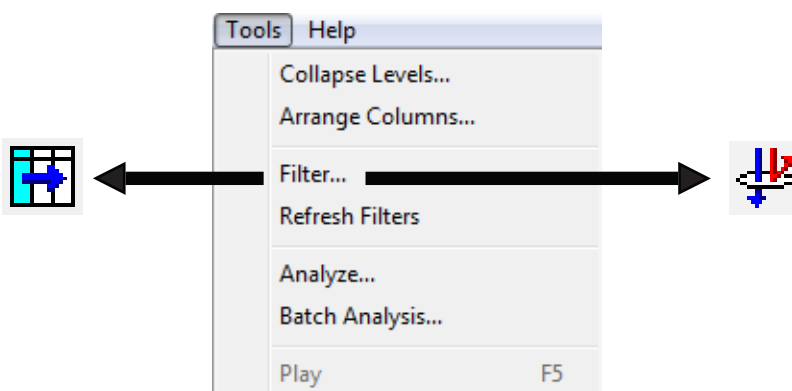 Tools Help
Collapse Levels...
Arrange Columns...
Filter...
Refresh Filters
Analyze...
Batch Analysis...
Play F5